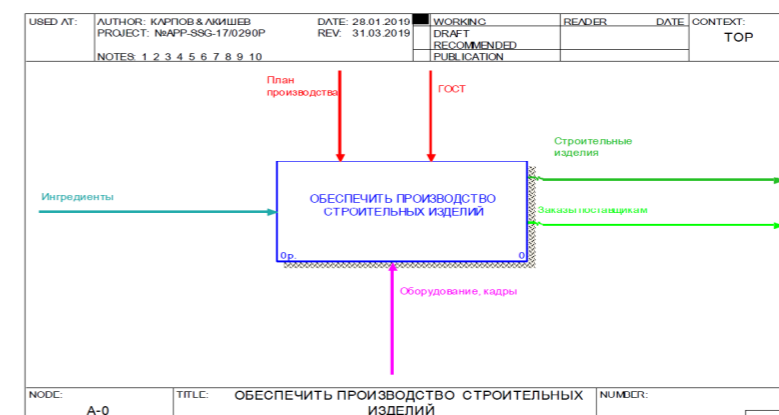 USED AT:
AUTHOR: КАРПОВ & АКИШЕВ
DATE: 28.01.2019
WORKING
READER
DATE
CONTEXT:
PROJECT: №APP-SSG-17/0290P
REV: 31.03.2019
DRAFT
TOP
RECOMMENDED
NOTES: 1 2 3 4 5 6 7 8 9 10
PUBLICATION
План
производства
ГОСТ
Строительные
изделия
Ингредиенты
ОБЕСПЕЧИТЬ ПРОИЗВОДСТВО
СТРОИТЕЛЬНЫХ ИЗДЕЛИЙ
Заказы поставщикам
0р.
0
Оборудование, кадры
NODE:
TITLE:
ОБЕСПЕЧИТЬ ПРОИЗВОДСТВО СТРОИТЕЛЬНЫХ
ИЗДЕЛИЙ
NUMBER:
A-0